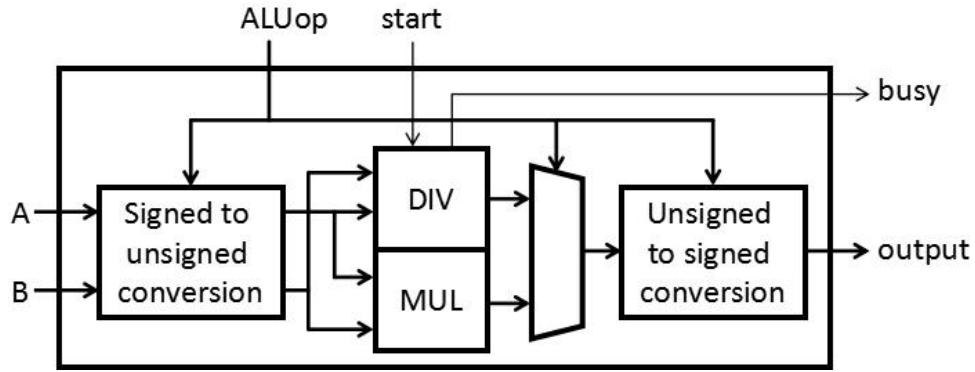 ALUop
start
busy
A
Signed to
unsigned
conversion
B
DIV
MUL
Unsigned
to signed
conversion
output